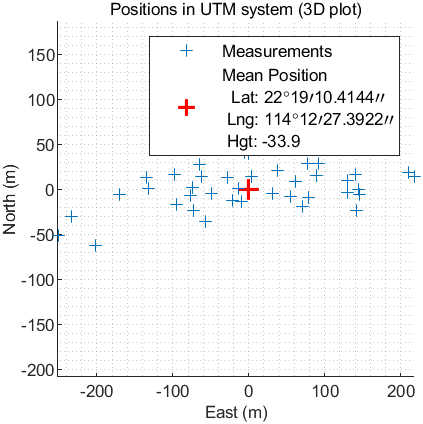 Positions in UTM system (3D plot)
Measurements
Mean Position
Lat: 22°19′10.4144″
Lng: 114°12′27.3922″
Hgt: -33.9
150
100
50
0
-50
-100
-150
-200
North (m)
-200
-100
0
100
200
East (m)